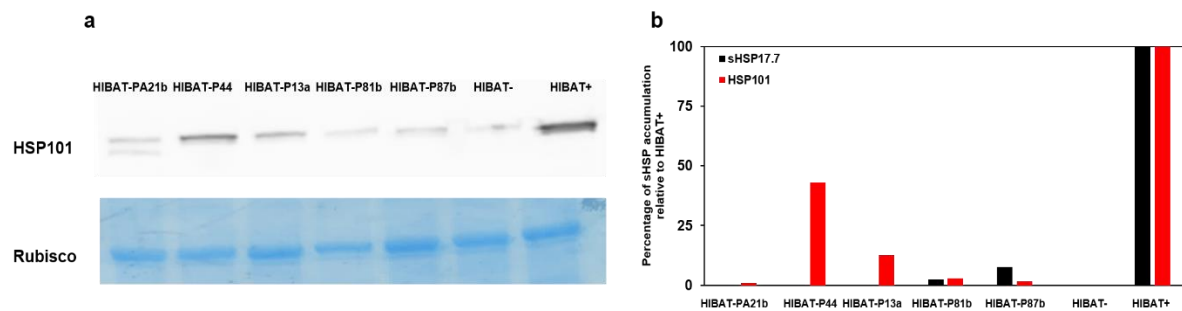 a
HIBAT-PA21b HIBAT-P44 HIBAT-P13a HIBAT-P81b HIBAT-P87b HIBAT- HIBAT+
HSP101
Rubisco
b
Percentage of sHSP accumulation
relative to HIBAT+
100
75
50
25
0
sHSP17.7
HSP101
HIBAT-PA21b HIBAT-P44 HIBAT-P13a HIBAT-P81b HIBAT-P87b HIBAT- HIBAT+